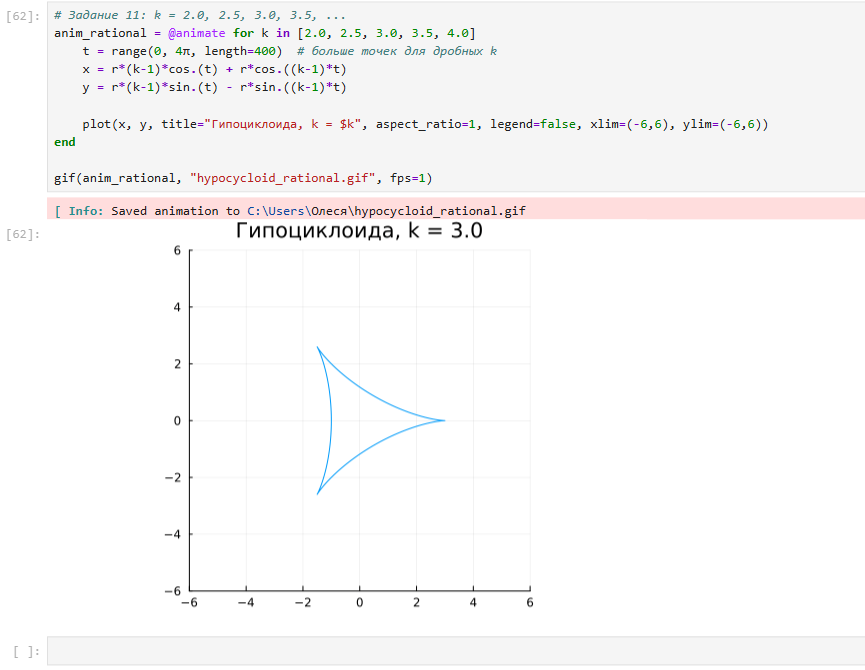 [62]: # Задание 11: k = 2.0, 2.5, 3.0, 3.5, ...
anim_rational = @animate for k in [2.0, 2.5, 3.0, 3.5, 4.0]
    t = range(0, 4π, length=400)  # больше точек для дробных k
    x = r*(k-1)*cos.(t) + r*cos.((k-1)*t)
    y = r*(k-1)*sin.(t) - r*sin.((k-1)*t)
    plot(x, y, title="Гипоциклоида, k = $k", aspect_ratio=1, legend=false, xlim=(-6,6), ylim=(-6,6))
end
gif(anim_rational, "hypocycloid_rational.gif", fps=1)
[ Info: Saved animation to C:\Users\Олеся\hypocycloid_rational.gif
[62]:
Гипоциклоида, k = 3.0
6
4
2
0
−2
−4
−6
−6 −4 −2 0 2 4 6
[ ]: